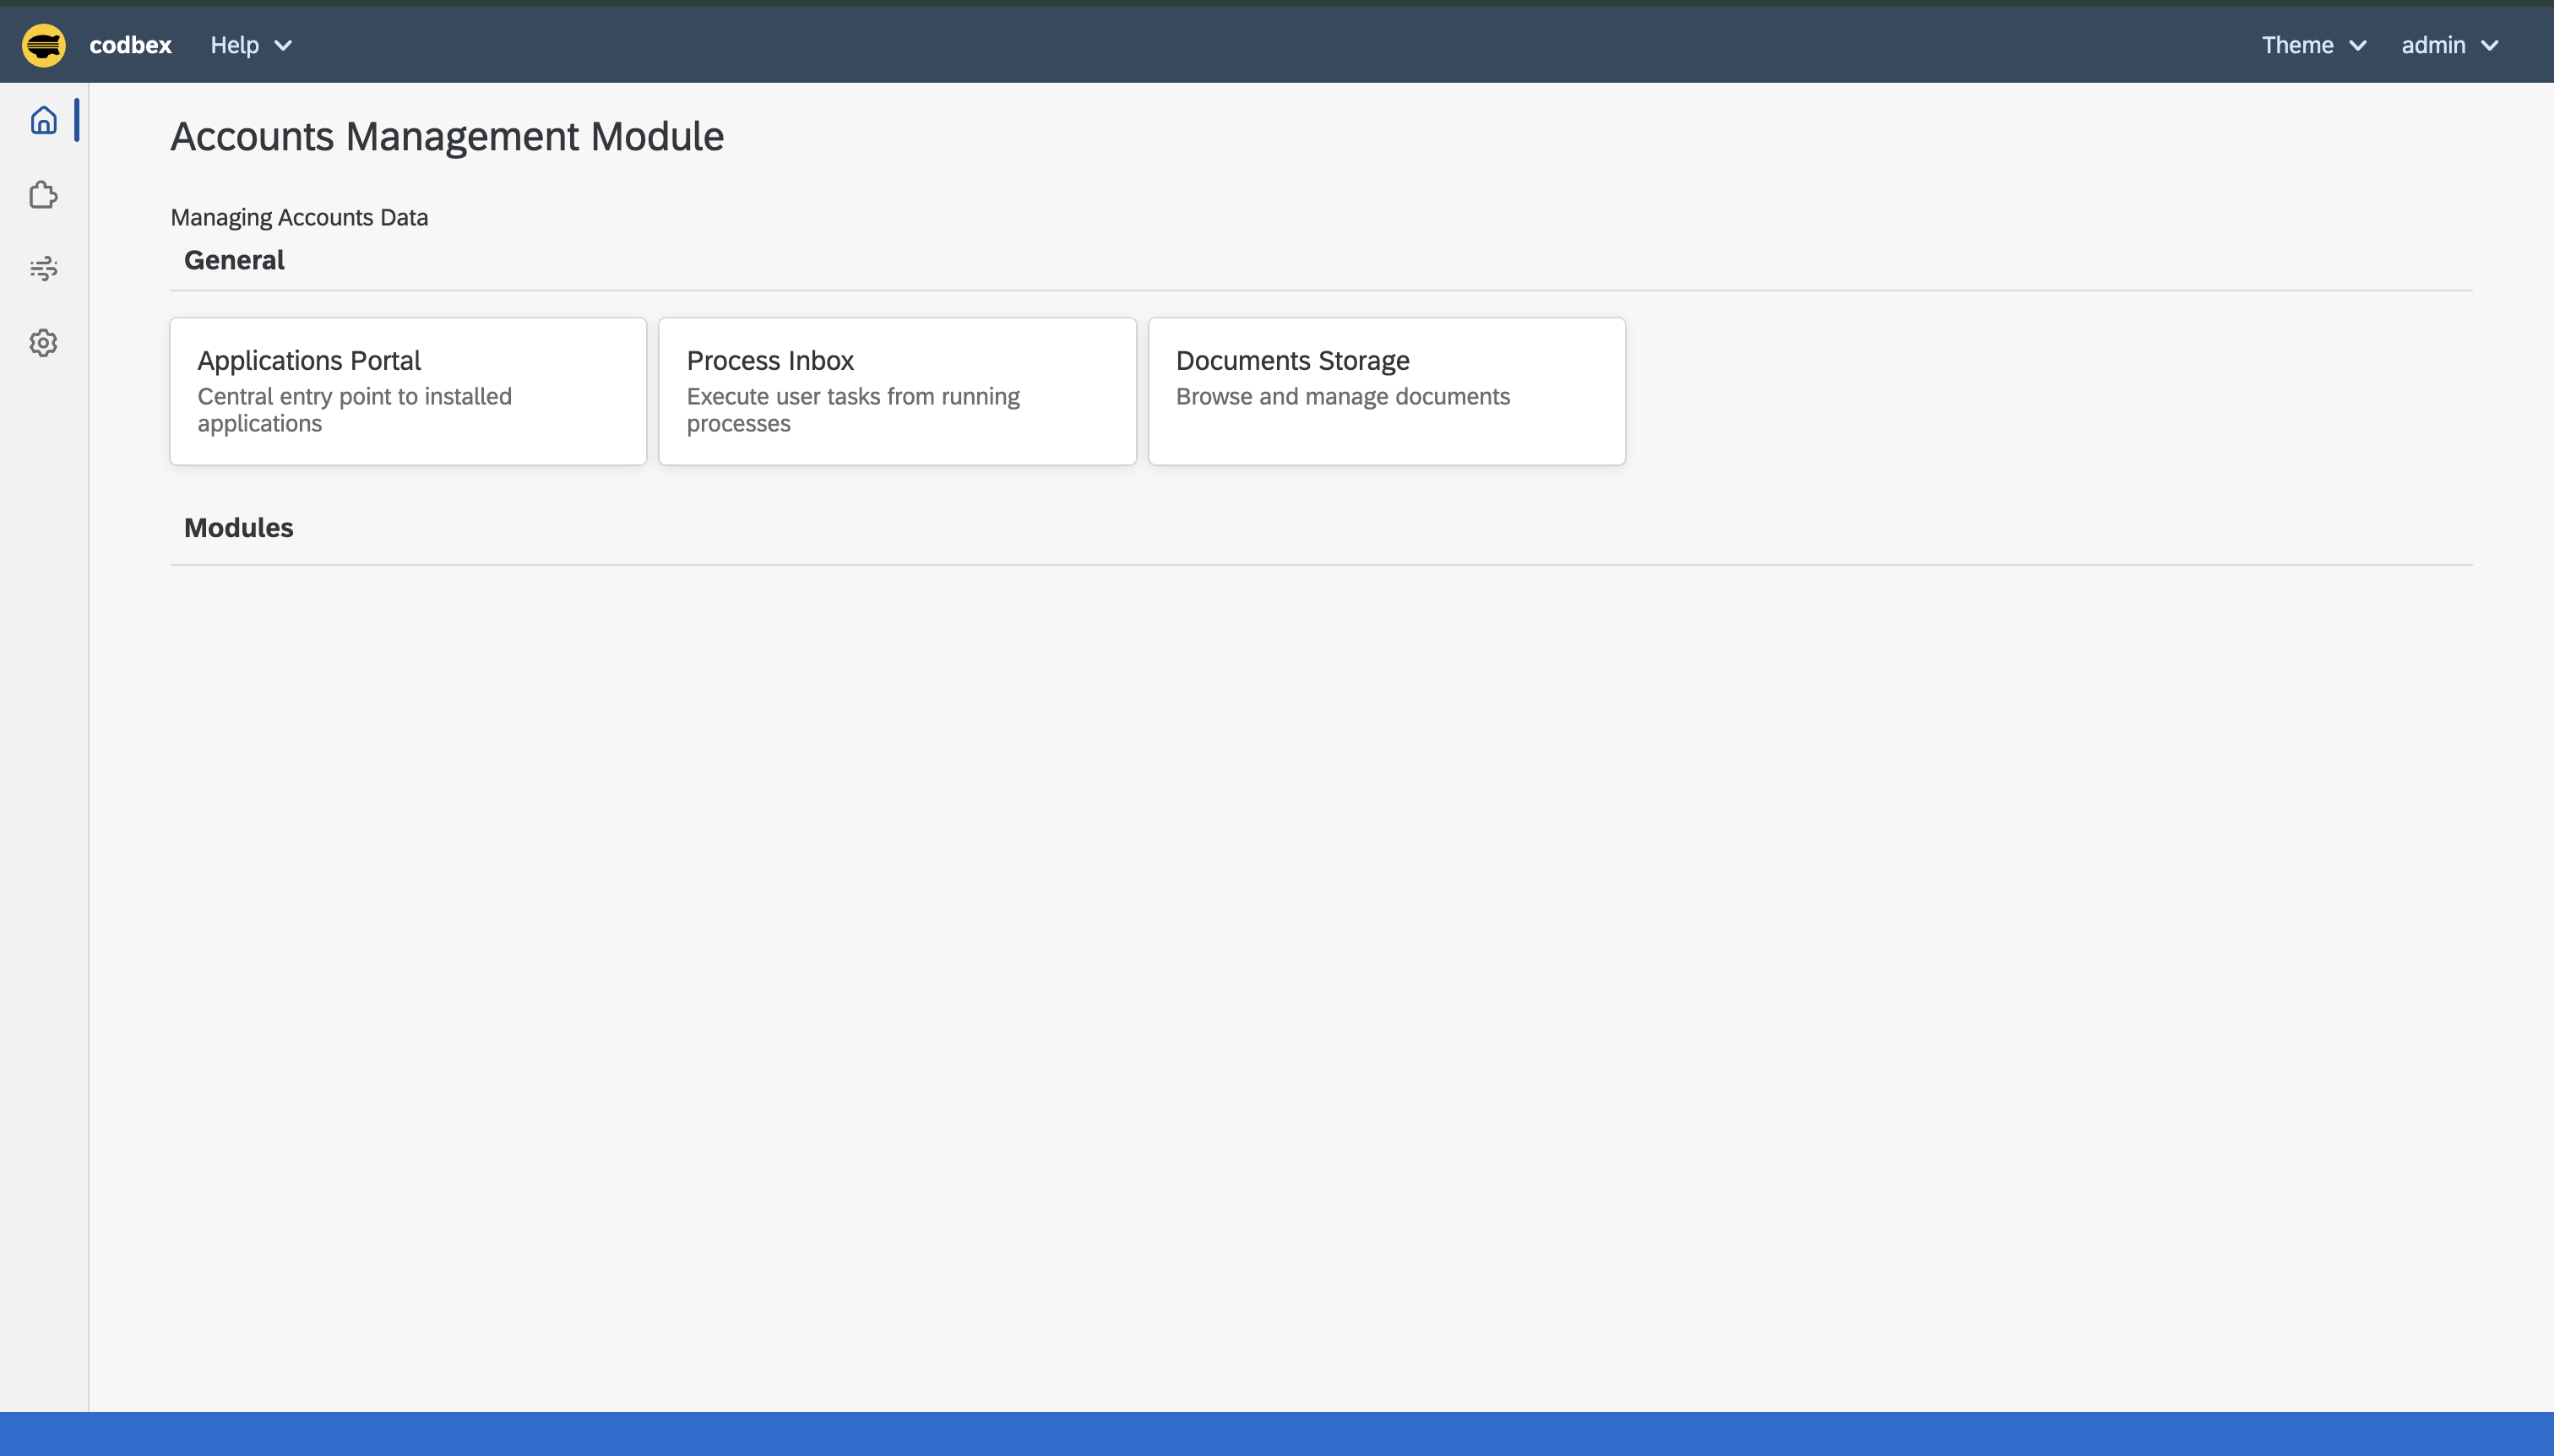 codbex Help Theme admin
Accounts Management Module
Managing Accounts Data
General
Applications Portal
Central entry point to installed
applications
Process Inbox
Execute user tasks from running
processes
Documents Storage
Browse and manage documents
Modules